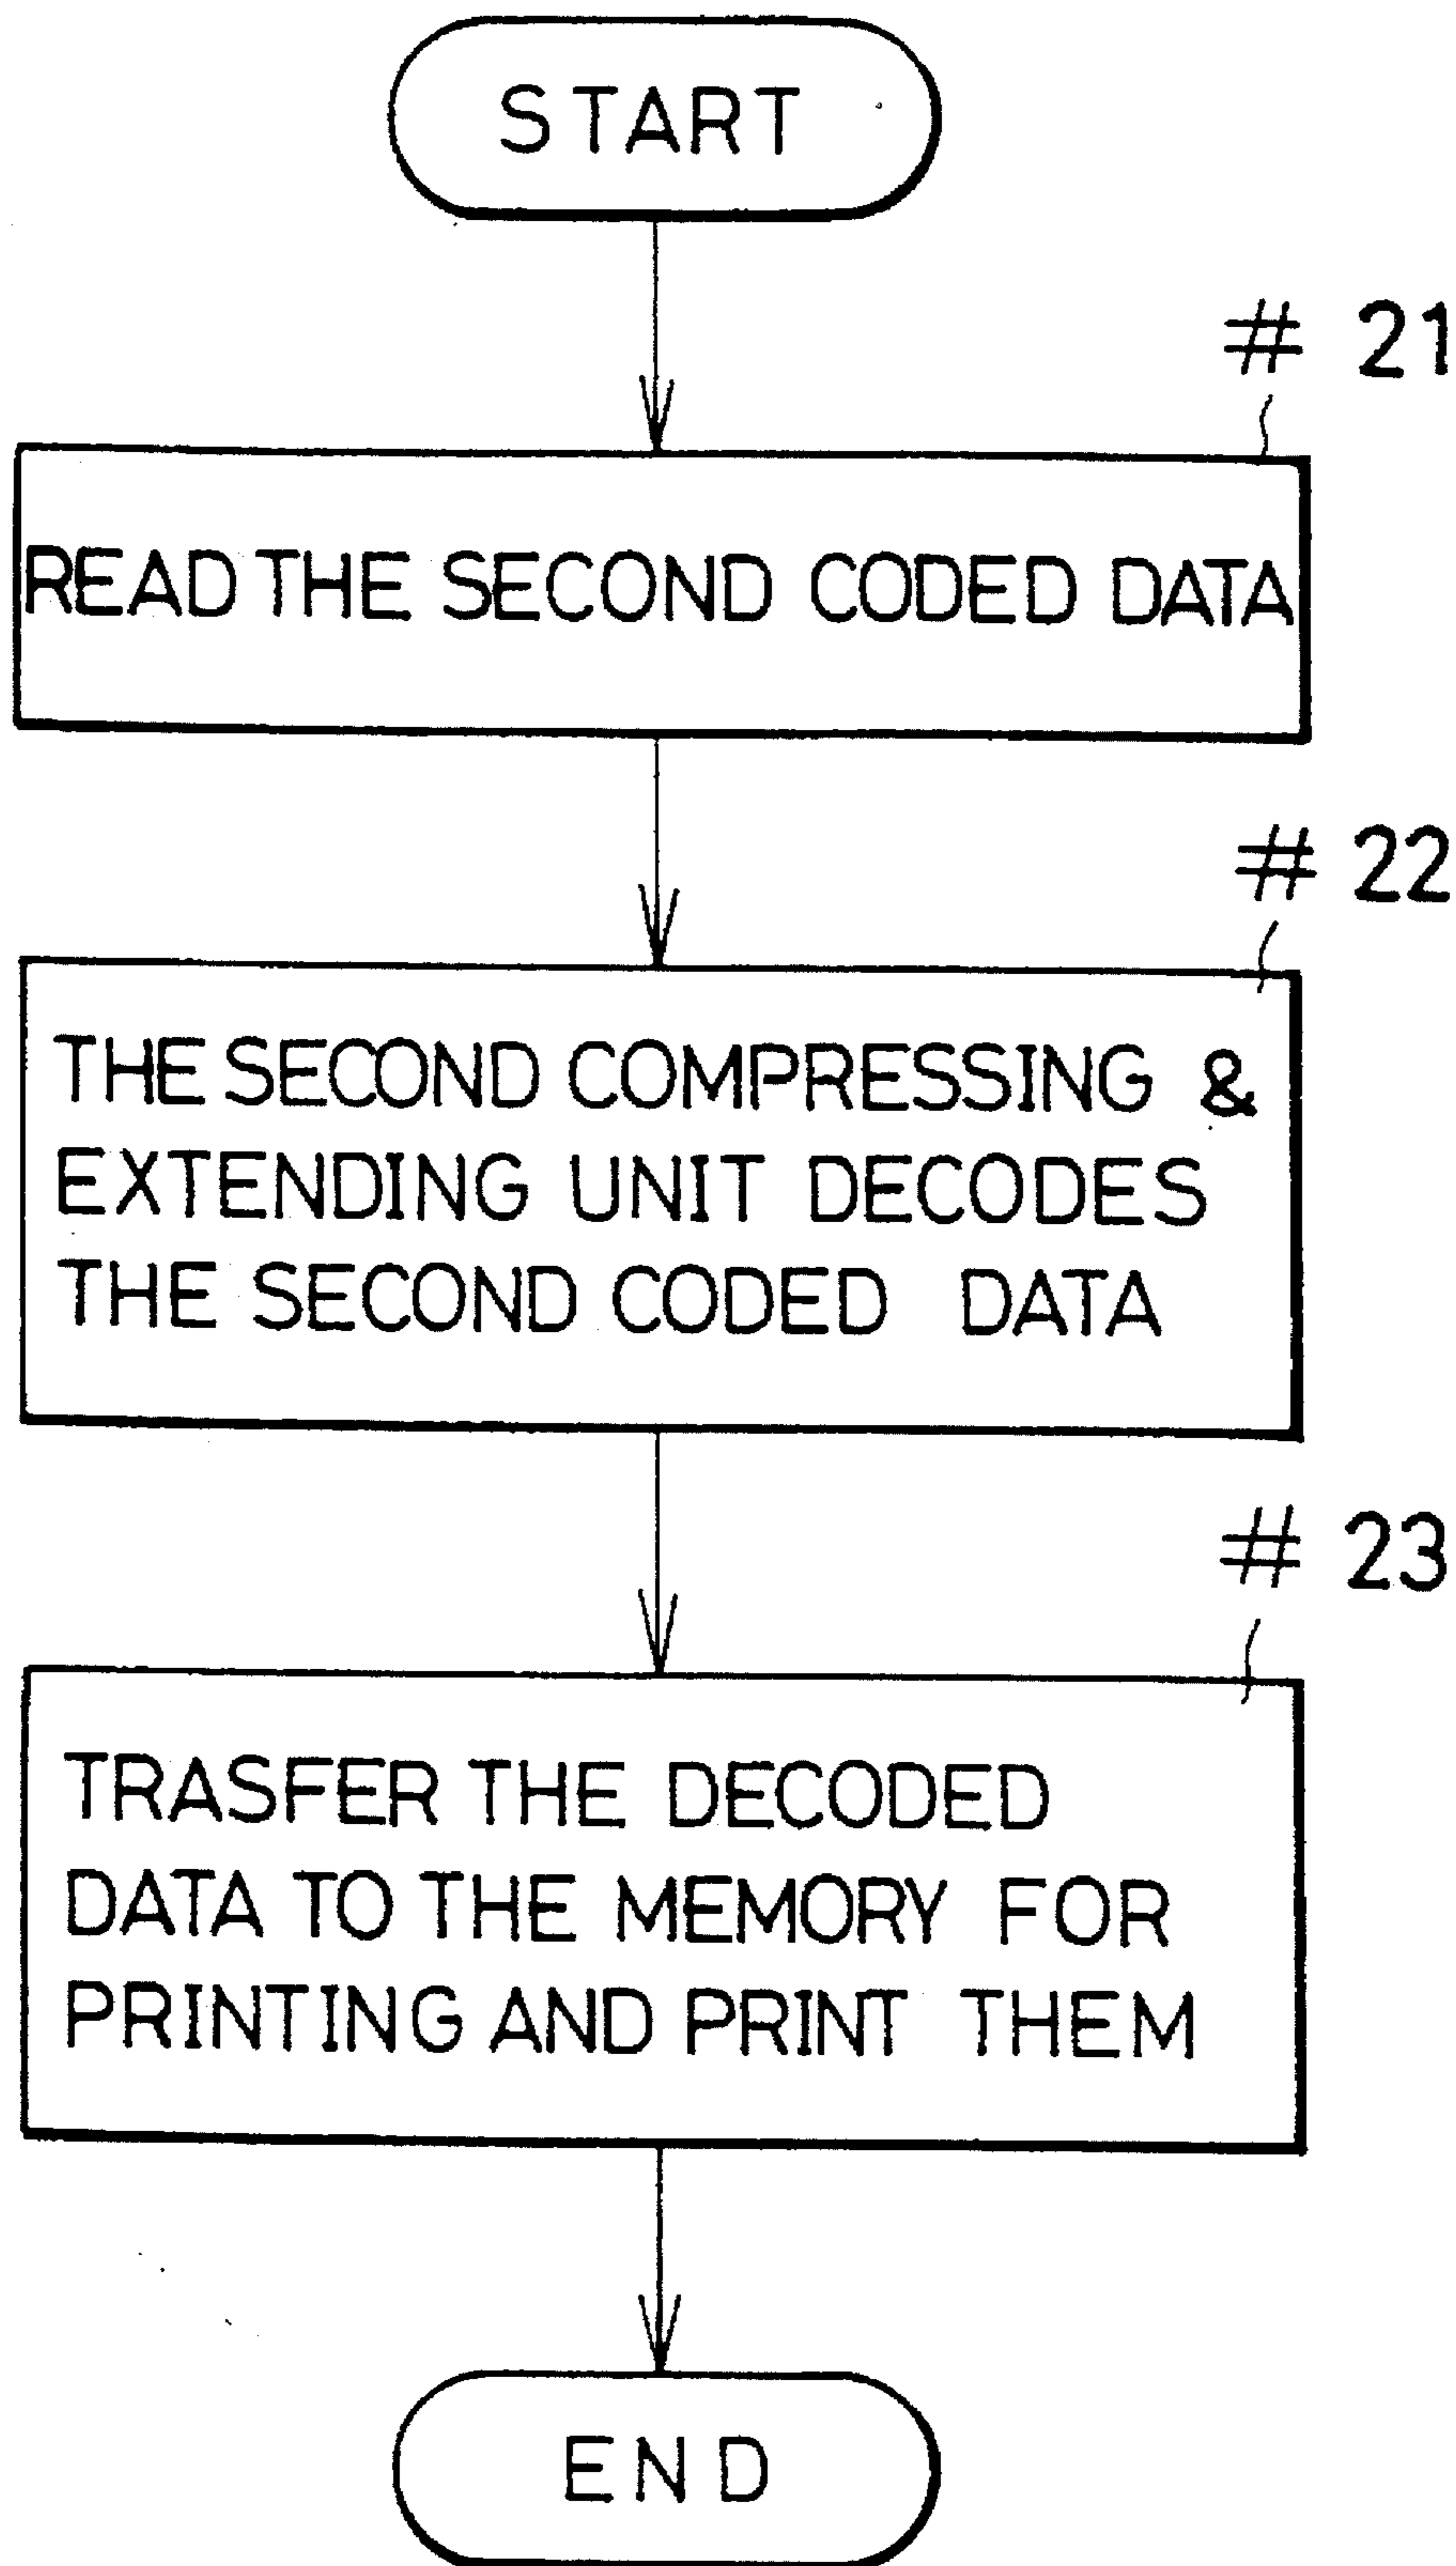 START
# 21
READ THE SECOND CODED DATA
# 22
THE SECOND COMPRESSING &
EXTENDING UNIT DECODES
THE SECOND CODED DATA
# 23
TRASFER THE DECODED
DATA TO THE MEMORY FOR
PRINTING AND PRINT THEM
END